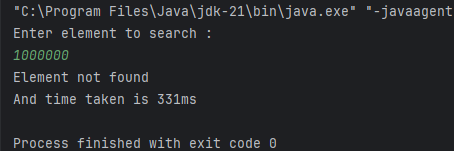 "C:\Program Files\Java\jdk-21\bin\java.exe" "-javaagent
Enter element to search :
1000000
Element not found
And time taken is 331ms
Process finished with exit code 0